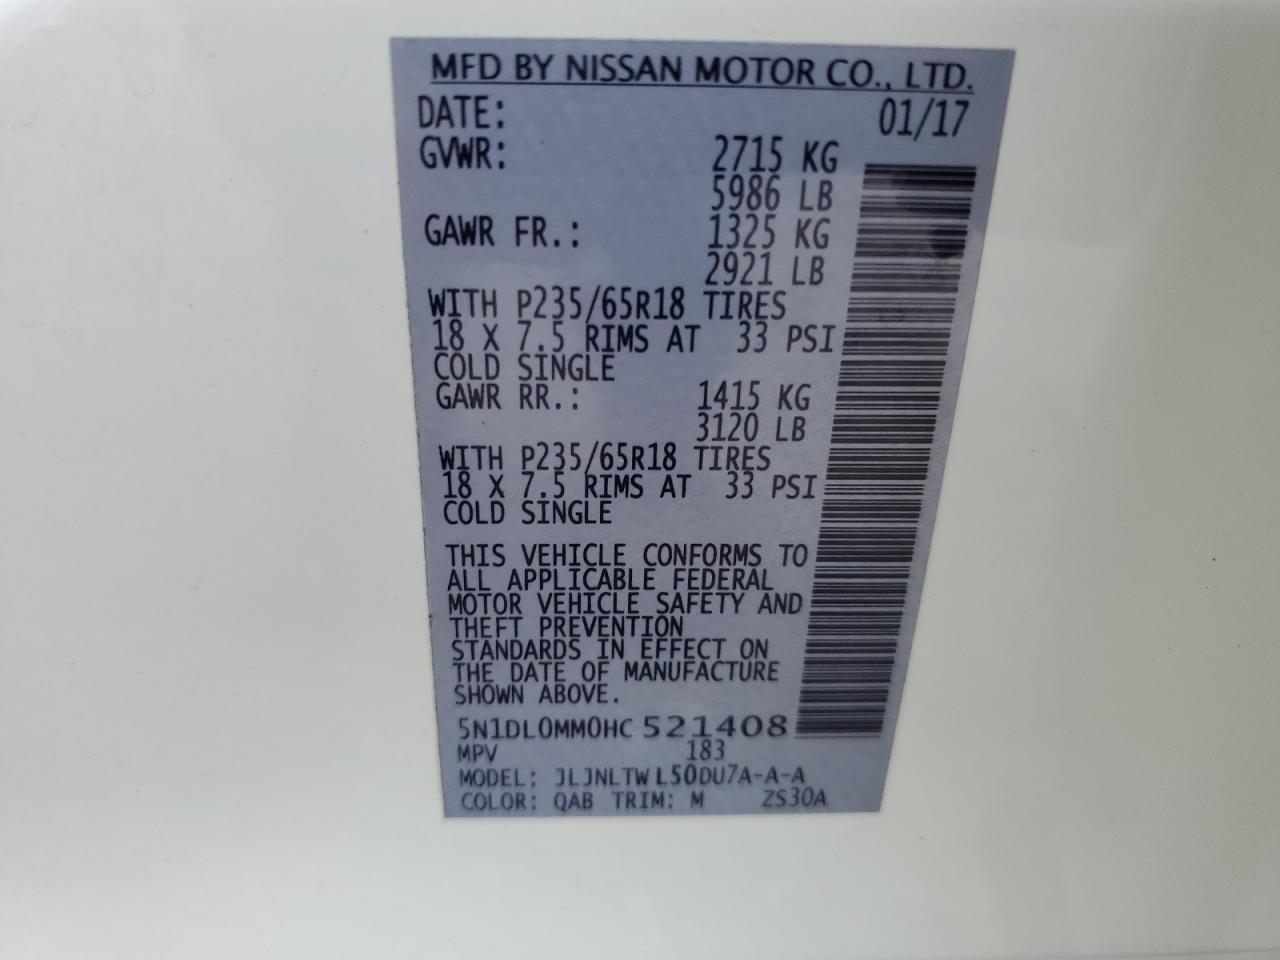 MFD BY NISSAN MOTOR CO., LTD.
DATE: 01/17
GVWR: 2715 KG
5986 LB
GAWR FR.: 1325 KG
2921 LB
WITH P235/65R18 TIRES
18 X 7.5 RIMS AT 33 PSI
COLD SINGLE
GAWR RR.: 1415 KG
3120 LB
WITH P235/65R18 TIRES
18 X 7.5 RIMS AT 33 PSI
COLD SINGLE
THIS VEHICLE CONFORMS TO
ALL APPLICABLE FEDERAL
MOTOR VEHICLE SAFETY AND
THEFT PREVENTION
STANDARDS IN EFFECT ON
THE DATE OF MANUFACTURE
SHOWN ABOVE.
5N1DL0MM0HC 521408
MPV 183
MODEL: JLJNLTW L50DU7A-A-A
COLOR: QAB TRIM: M ZS30A